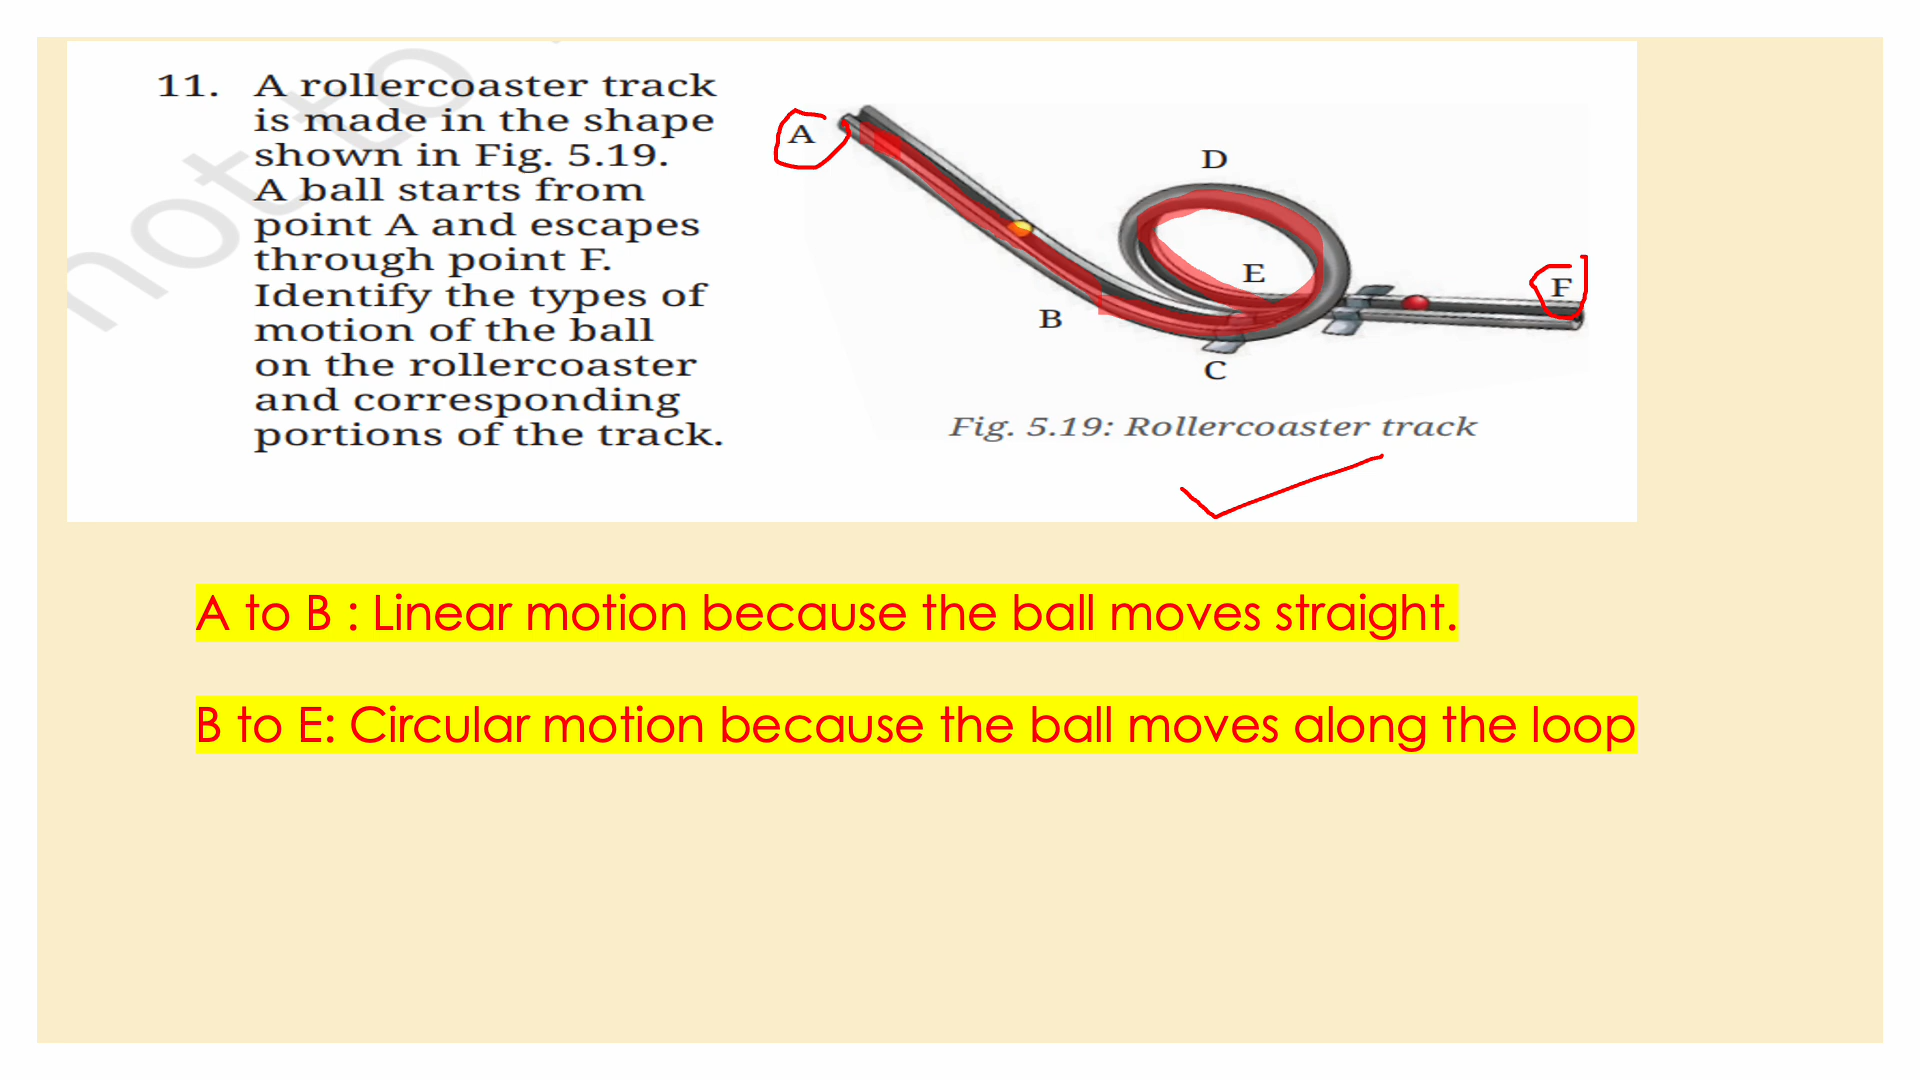 not to
11. A rollercoaster track
is made in the shape
shown in Fig. 5.19.
A ball starts from
point A and escapes
through point F.
Identify the types of
motion of the ball
on the rollercoaster
and corresponding
portions of the track.
A
D
E
F
B
C
Fig. 5.19: Rollercoaster track
A to B : Linear motion because the ball moves straight.
B to E: Circular motion because the ball moves along the loop